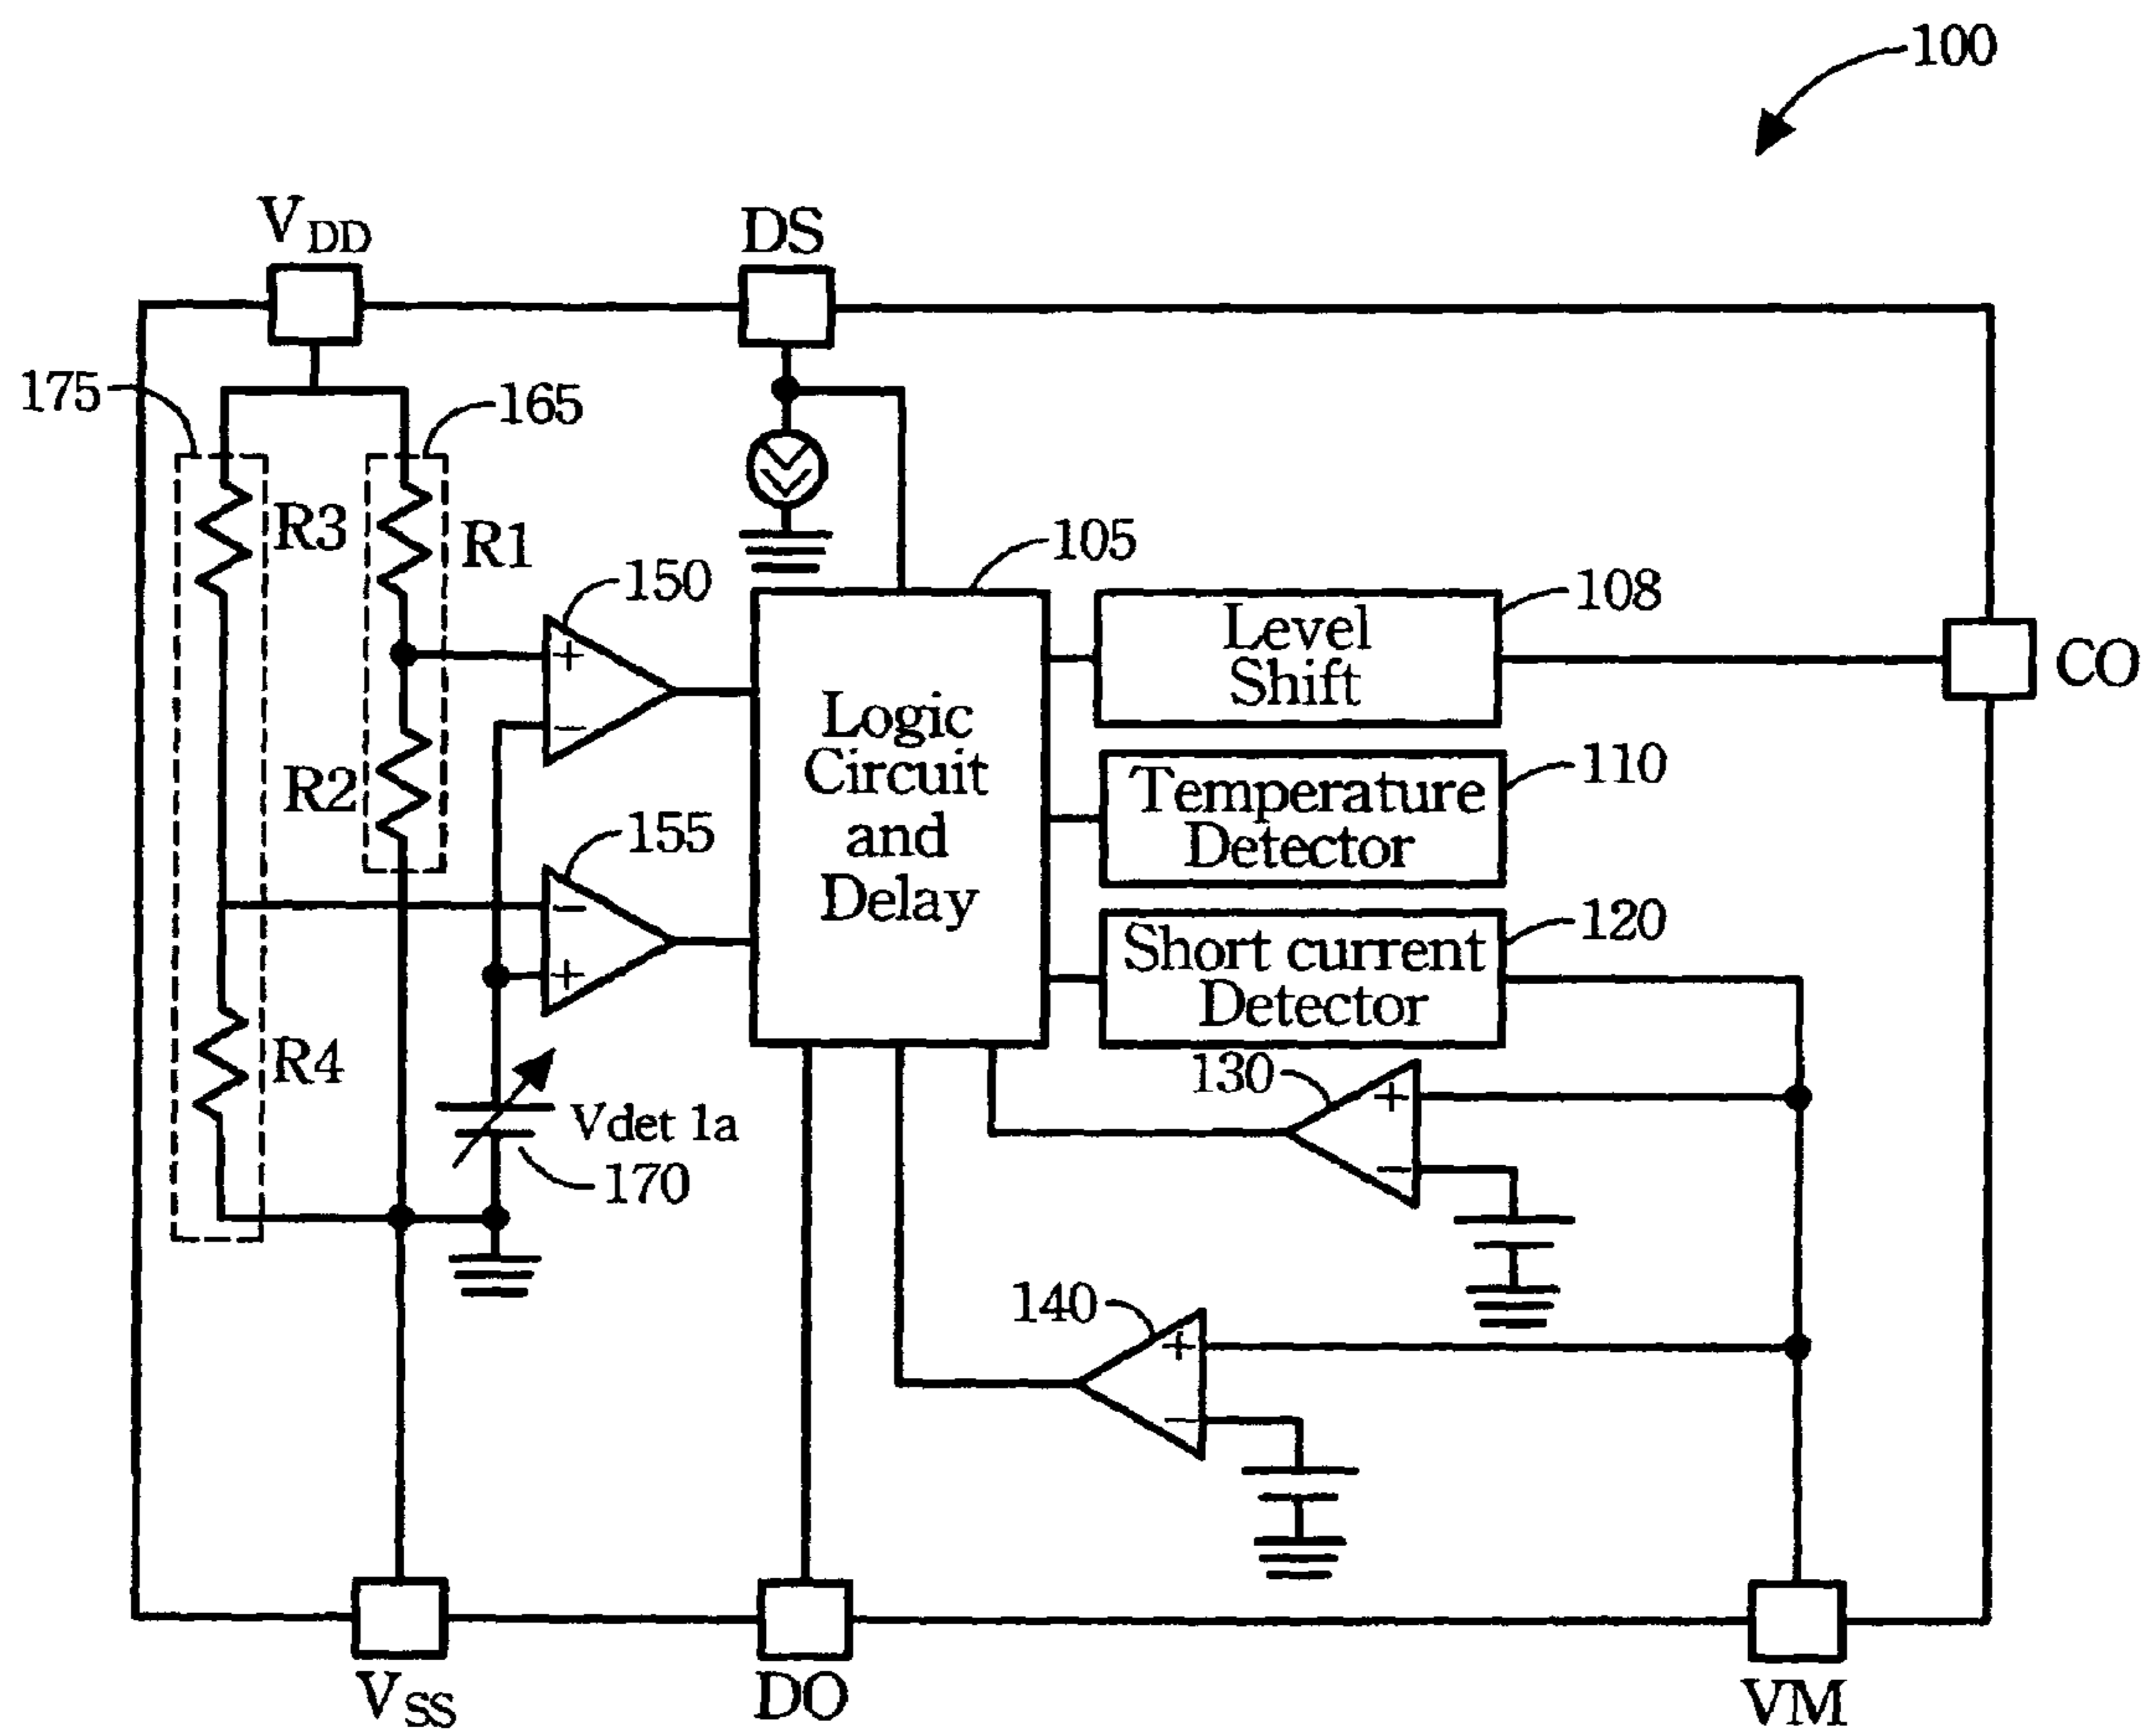 100
VDD
DS
175
165
R3
R1
105
150
108
Level
Shift
+
CO
Logic
Circuit
and
Delay
−
110
Temperature
Detector
R2
155
−
120
Short current
Detector
+
R4
130
+
Vdet 1a
170
−
140
+
−
VSS
DO
VM